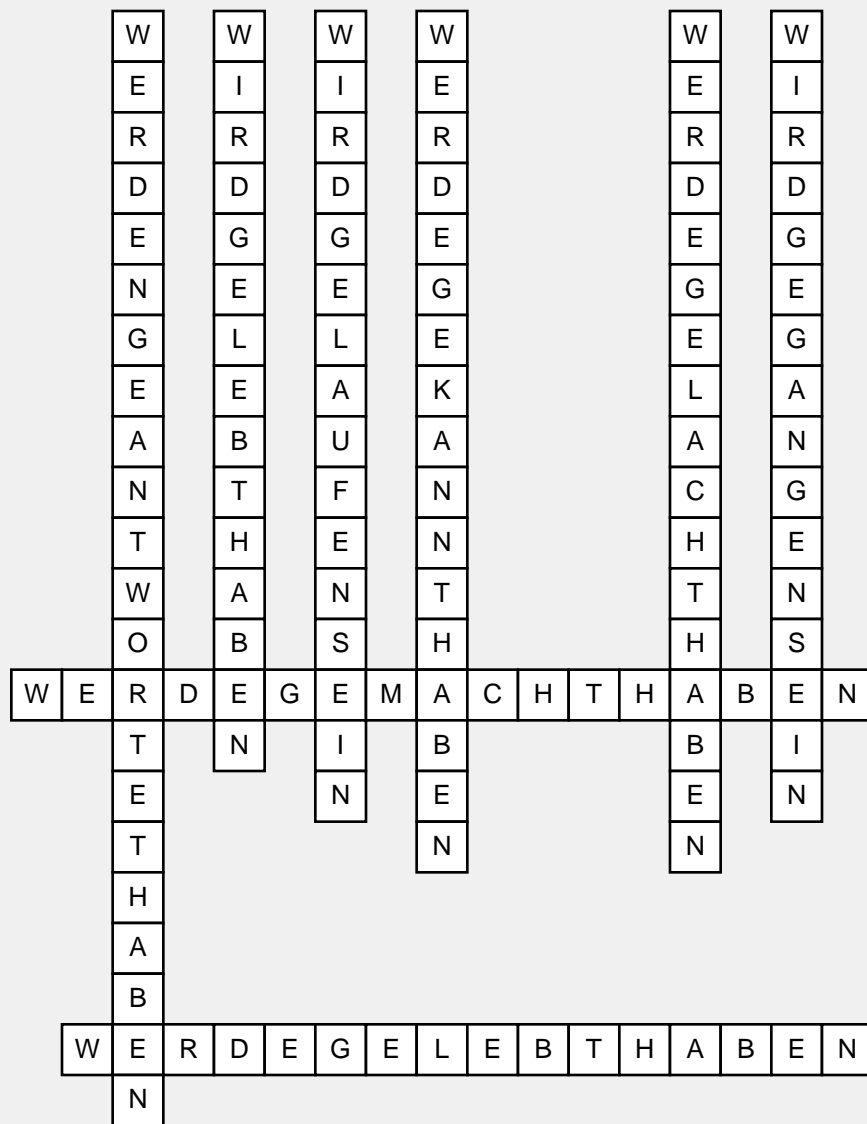 WERDENGEANTWORTETHABEN
WIRDGELEBTHABEN
WIRDGELAUFENSEIN
WERDEGEKANNTHABEN
WERDEGELACHTHABEN
WIRDGEGANGENSEIN
WERDEGEMACHTHABEN
WERDEGELEBTHABEN